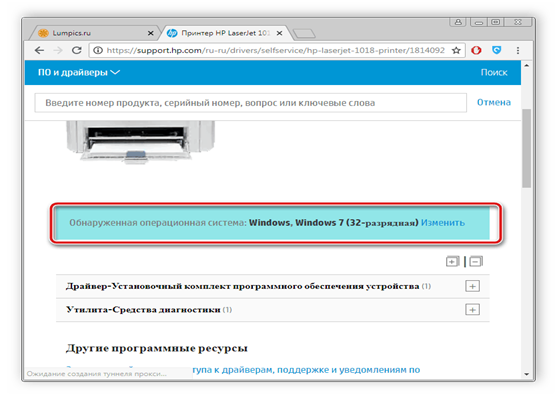 Lumpics.ru
Принтер HP LaserJet 101
https://support.hp.com/ru-ru/drivers/selfservice/hp-laserjet-1018-printer/1814092
ПО и драйверы
Поиск
Введите номер продукта, серийный номер, вопрос или ключевые слова
Отмена
Обнаруженная операционная система: Windows, Windows 7 (32-разрядная) Изменить
Драйвер-Установочный комплект программного обеспечения устройства (1)
Утилита-Средства диагностики (1)
Другие программные ресурсы
Ожидание создания туннеля прокси...
тупа к драйверам, поддержке и уведомлениям по